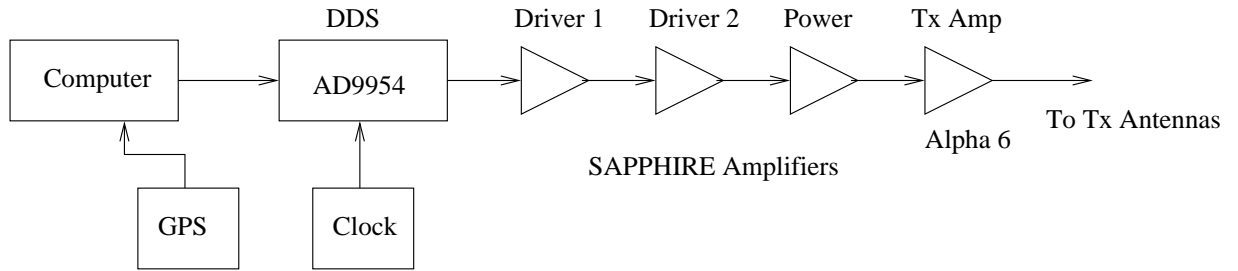 DDS
Driver 1
Driver 2
Power
Tx Amp
Computer
AD9954
To Tx Antennas
Alpha 6
SAPPHIRE Amplifiers
GPS
Clock